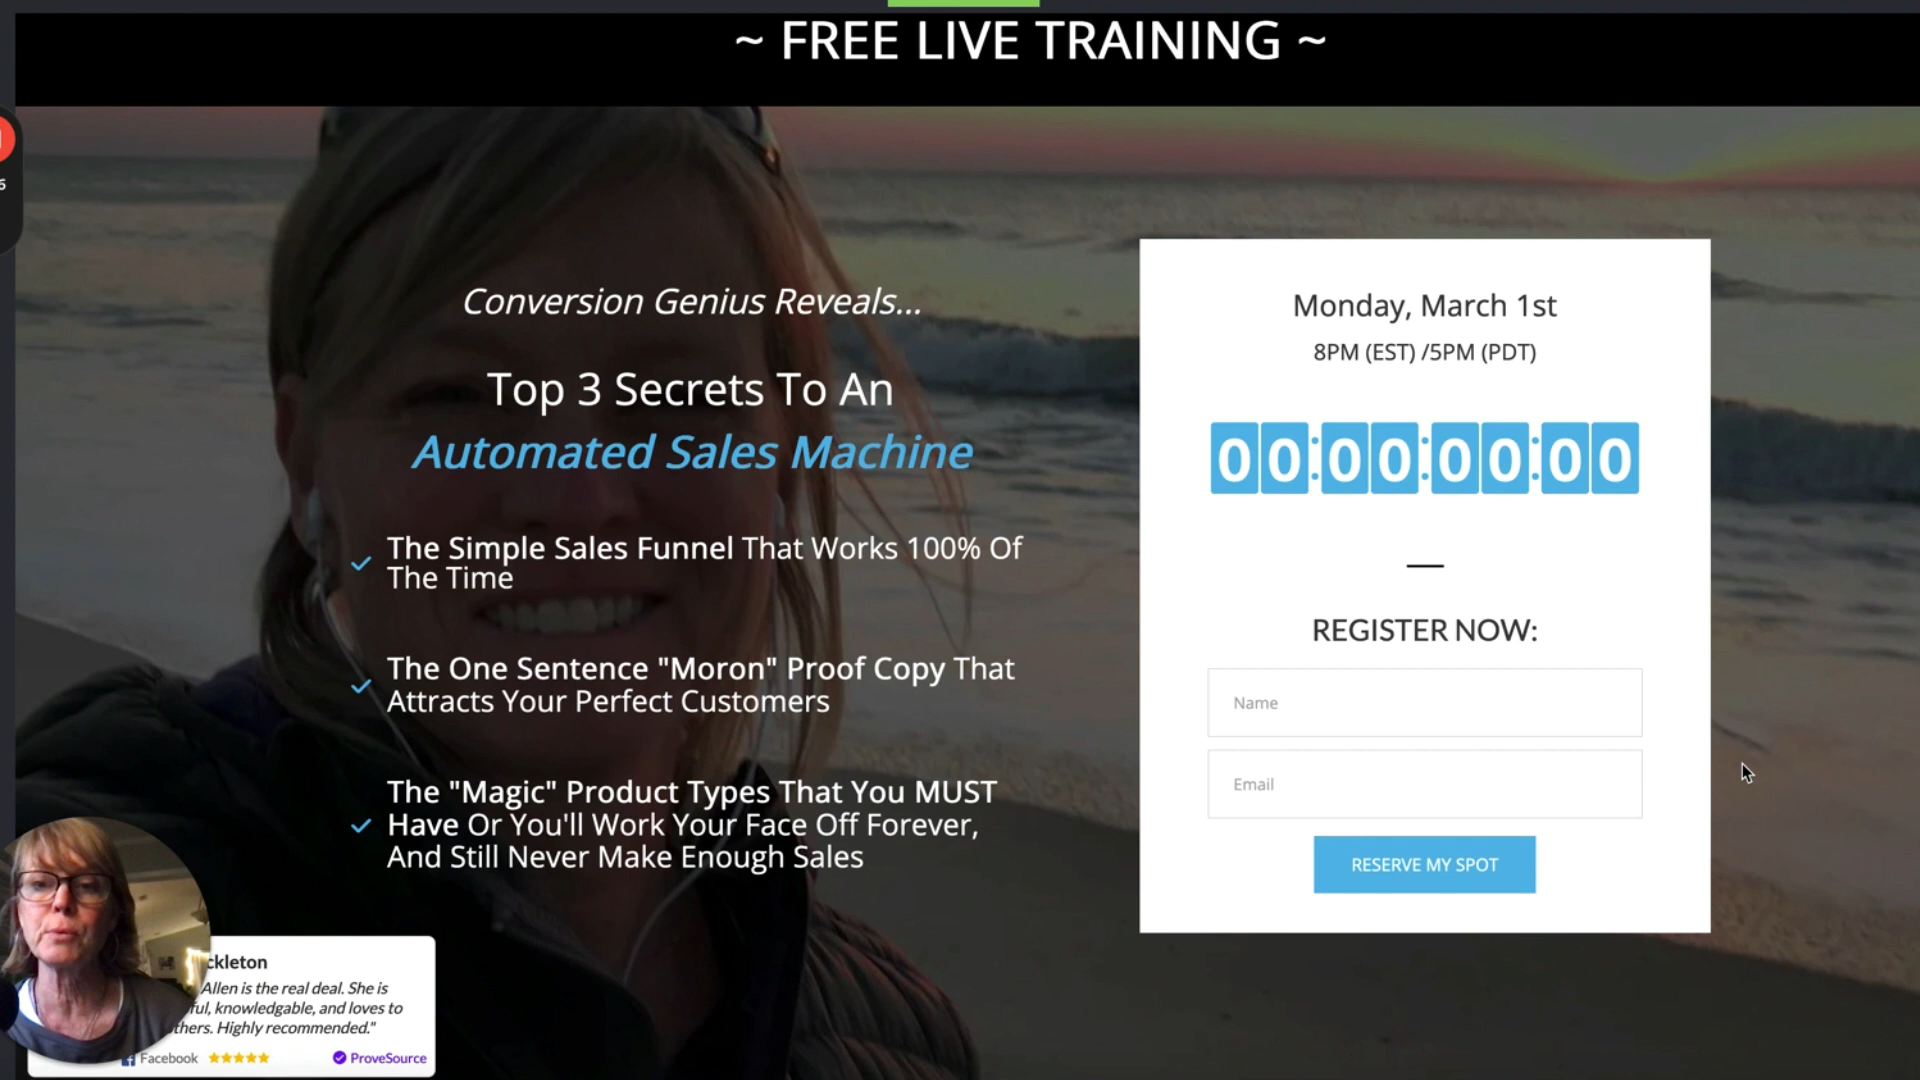 ~ FREE LIVE TRAINING ~
Conversion Genius Reveals...
Top 3 Secrets To An
Automated Sales Machine
The Simple Sales Funnel That Works 100% Of
The Time
The One Sentence "Moron" Proof Copy That
Attracts Your Perfect Customers
The "Magic" Product Types That You MUST
Have Or You'll Work Your Face Off Forever,
And Still Never Make Enough Sales
Monday, March 1st
8PM (EST) /5PM (PDT)
00:00:00:00
REGISTER NOW:
Name
Email
RESERVE MY SPOT
Allen is the real deal. She is
knowledgable, and loves to
Highly recommended."
Facebook
ProveSource